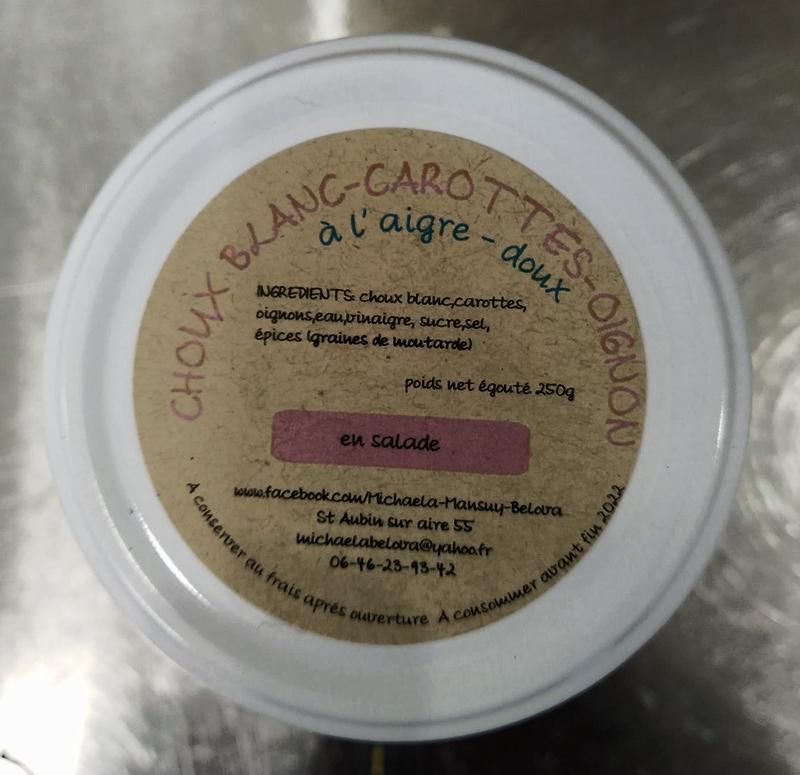 CHOUX BLANC-CAROTTES-OIGNON
à l'aigre-doux
INGREDIENTS: choux blanc,carottes,
oignons,eau,vinaigre, sucre,sel,
épices (graines de moutarde)
poids net égouté 250g
en salade
www.facebook.com/Michaela-Mansuy-Belova
St Aubin sur aire 55
michaelabelova@yahoo.fr
06-46-23-93-42
A conserver au frais aprés ouverture A consommer avant fin 2022